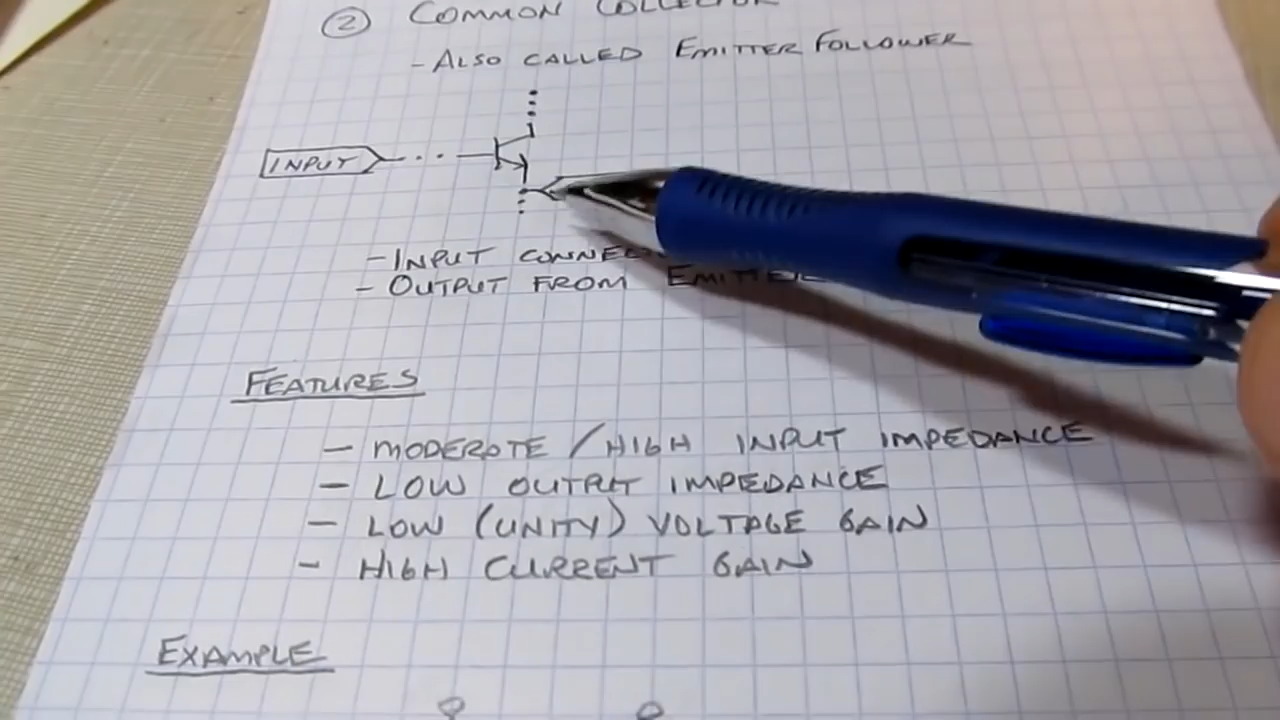 ② COMMON COLLECTOR
- ALSO CALLED EMITTER FOLLOWER
INPUT
- INPUT
- OUTPUT FROM EMITTER
FEATURES
- MODERATE / HIGH INPUT IMPEDANCE
- LOW OUTPUT IMPEDANCE
- LOW (UNITY) VOLTAGE GAIN
- HIGH CURRENT GAIN
EXAMPLE